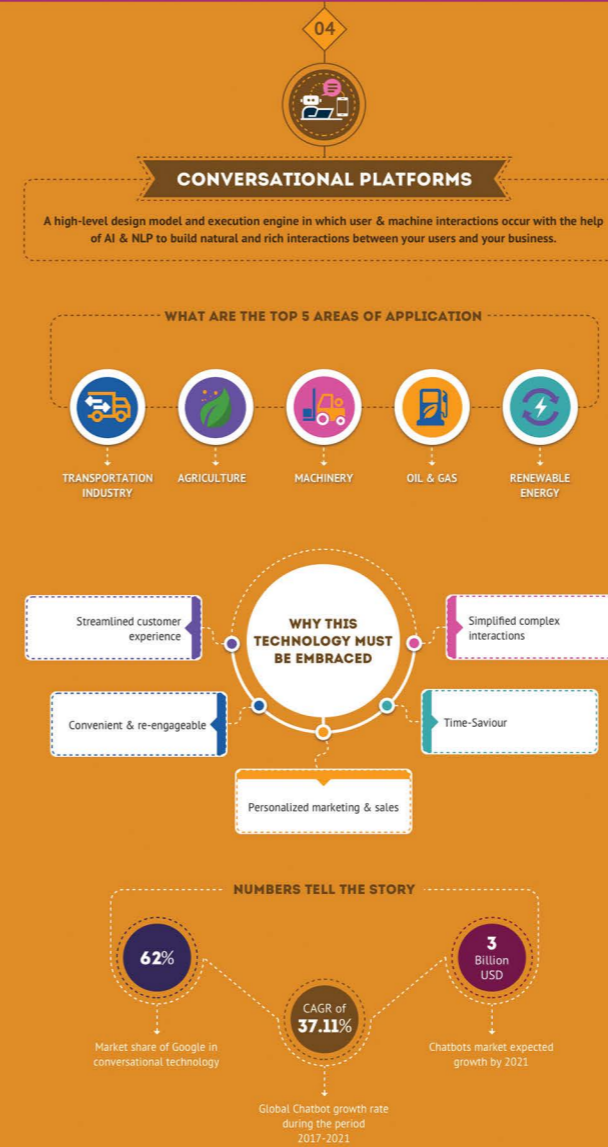 04
CONVERSATIONAL PLATFORMS
A high-level design model and execution engine in which user & machine interactions occur with the help
of AI & NLP to build natural and rich interactions between your users and your business.
WHAT ARE THE TOP 5 AREAS OF APPLICATION
TRANSPORTATION
INDUSTRY
AGRICULTURE
MACHINERY
OIL & GAS
RENEWABLE
ENERGY
WHY THIS
TECHNOLOGY MUST
BE EMBRACED
Streamlined customer
experience
Simplified complex
interactions
Convenient & re-engageable
Time-Saviour
Personalized marketing & sales
NUMBERS TELL THE STORY
62%
Market share of Google in
conversational technology
CAGR of
37.11%
Global Chatbot growth rate
during the period
2017-2021
3
Billion
USD
Chatbots market expected
growth by 2021